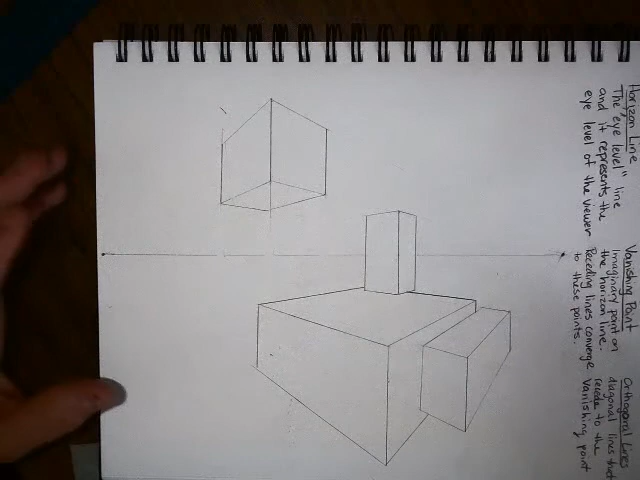 Horizon Line
"The eye level" line
and it represents the
eye level of the viewer
Vanishing Point
Imaginary point on
the horizon line.
Receding lines converge
to these points.
Orthogonal Lines
diagonal lines that
recede to the
vanishing point